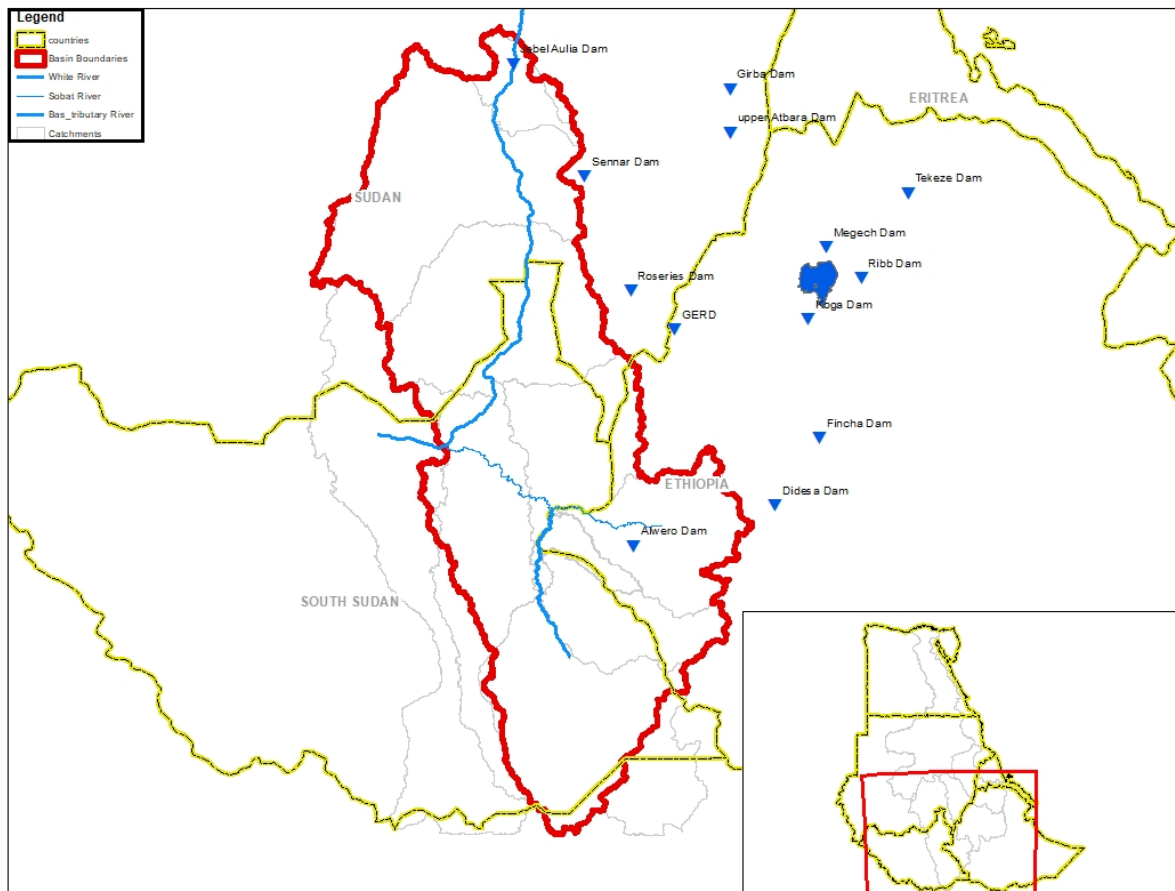 Legend
countries
Basin Boundaries
White River
Sobat River
Bas_tributary River
Catchments
Jebel Aulia Dam
Girba Dam
ERITREA
upper Atbara Dam
Sennar Dam
Tekeze Dam
SUDAN
Megech Dam
Ribb Dam
Roseries Dam
Koga Dam
GERD
Fincha Dam
ETHIOPIA
Didesa Dam
Alwero Dam
SOUTH SUDAN